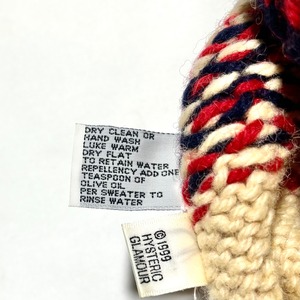 DRY CLEAN OR
HAND WASH
LUKE WARM
DRY FLAT
TO RETAIN WATER
REPELLENCY ADD ONE
TEASPOON OF
OLIVE OIL
PER SWEATER TO
RINSE WATER
©1999
HYSTERIC
GLAMOUR